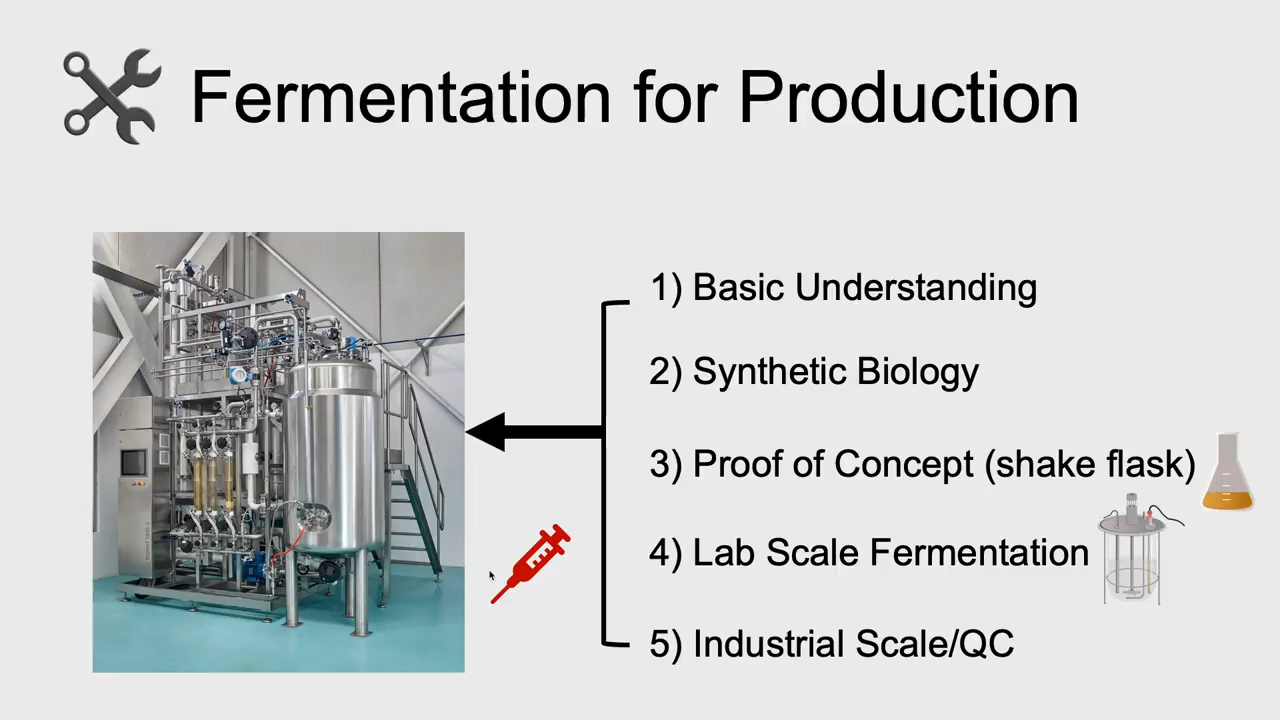 Fermentation for Production
1) Basic Understanding
2) Synthetic Biology
3) Proof of Concept (shake flask)
4) Lab Scale Fermentation
5) Industrial Scale/QC